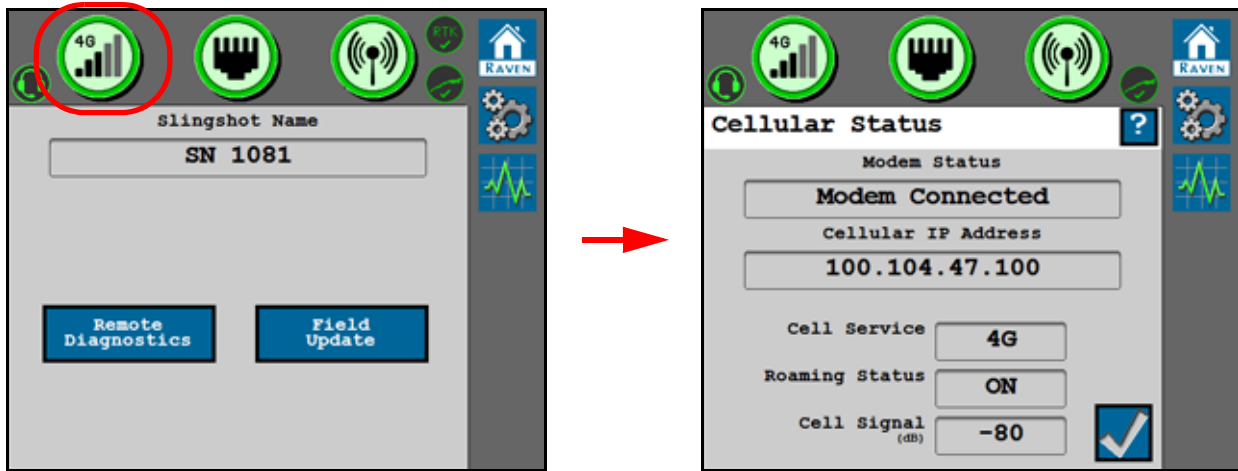 4G
RTK
RAVEN
Slingshot Name
SN 1081
Remote
Diagnostics
Field
Update
4G
RAVEN
Cellular Status
?
Modem Status
Modem Connected
Cellular IP Address
100.104.47.100
Cell Service
4G
Roaming Status
ON
Cell Signal
(dB)
-80